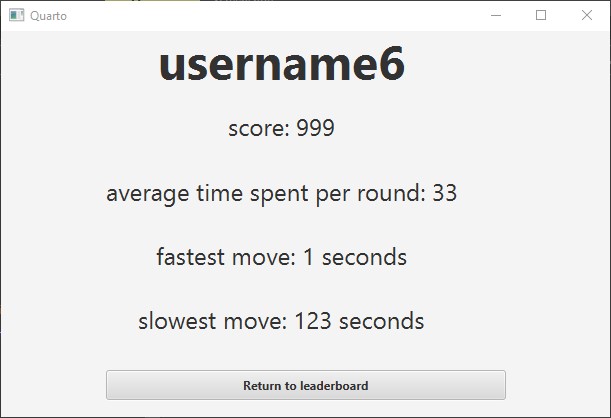 Quarto
username6
score: 999
average time spent per round: 33
fastest move: 1 seconds
slowest move: 123 seconds
Return to leaderboard